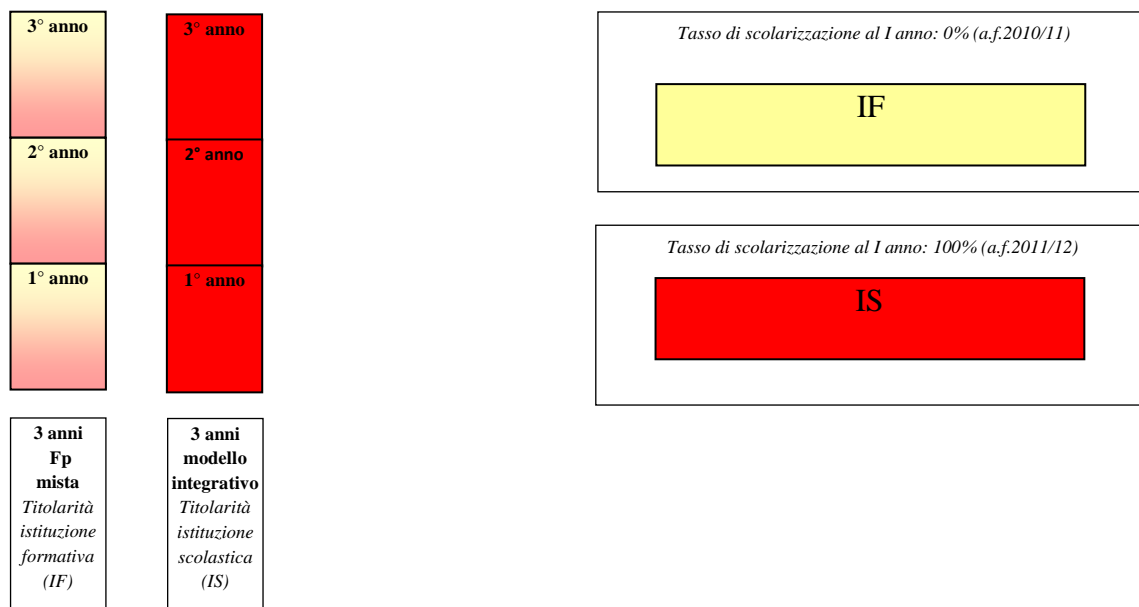 3° anno
2° anno
1° anno
3 anni
Fp
mista
Titolarità
istituzione
formativa
(IF)
3° anno
2° anno
1° anno
3 anni
modello
integrativo
Titolarità
istituzione
scolastica
(IS)
Tasso di scolarizzazione al I anno: 0% (a.f.2010/11)
IF
Tasso di scolarizzazione al I anno: 100% (a.f.2011/12)
IS